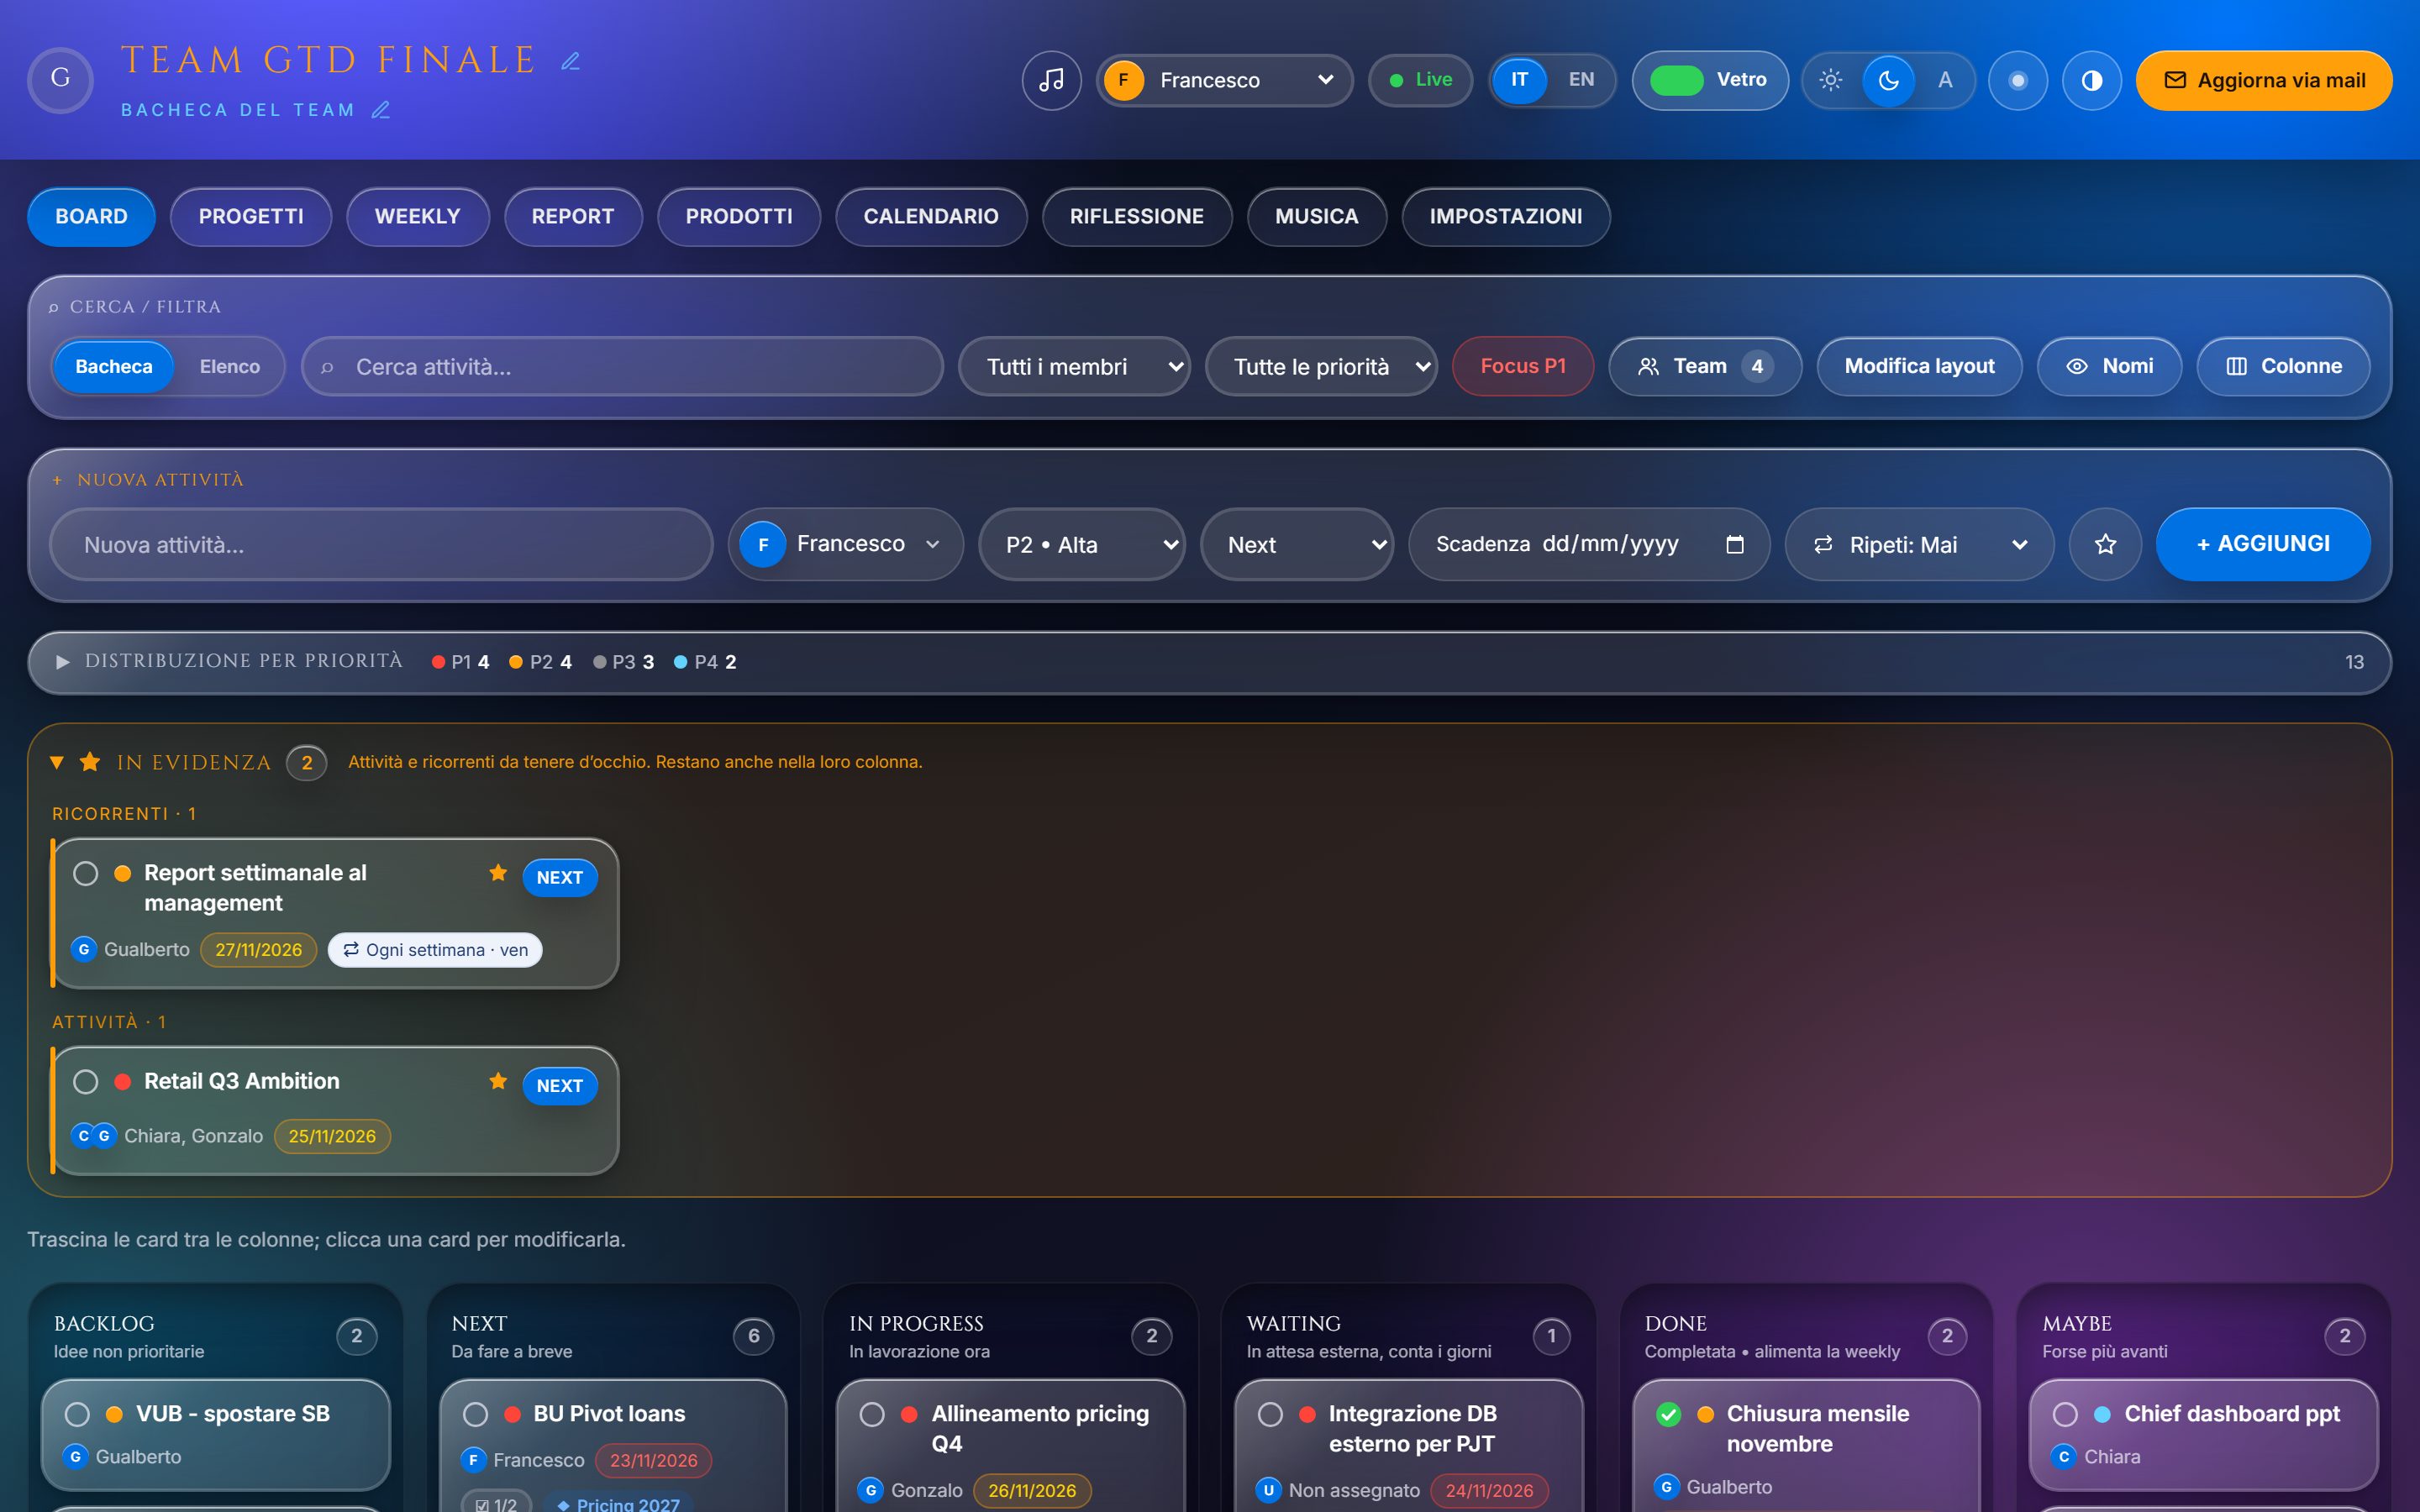 G
TEAM GTD FINALE
BACHECA DEL TEAM
F Francesco
Live
IT EN
Vetro
A
Aggiorna via mail
BOARD PROGETTI WEEKLY REPORT PRODOTTI CALENDARIO RIFLESSIONE MUSICA IMPOSTAZIONI
CERCA / FILTRA
Bacheca Elenco Cerca attività... Tutti i membri Tutte le priorità Focus P1 Team 4 Modifica layout Nomi Colonne
+ NUOVA ATTIVITÀ
Nuova attività... F Francesco P2 • Alta Next Scadenza dd/mm/yyyy Ripeti: Mai + AGGIUNGI
DISTRIBUZIONE PER PRIORITÀ P1 4 P2 4 P3 3 P4 2 13
IN EVIDENZA 2 Attività e ricorrenti da tenere d’occhio. Restano anche nella loro colonna.
RICORRENTI · 1
Report settimanale al
management
NEXT
G Gualberto 27/11/2026 Ogni settimana · ven
ATTIVITÀ · 1
Retail Q3 Ambition NEXT
C G Chiara, Gonzalo 25/11/2026
Trascina le card tra le colonne; clicca una card per modificarla.
BACKLOG 2
Idee non prioritarie
VUB - spostare SB
G Gualberto
NEXT 6
Da fare a breve
BU Pivot loans
F Francesco 23/11/2026
1/2 Pricing 2027
IN PROGRESS 2
In lavorazione ora
Allineamento pricing
Q4
G Gonzalo 26/11/2026
WAITING 1
In attesa esterna, conta i giorni
Integrazione DB
esterno per PJT
U Non assegnato 24/11/2026
DONE 2
Completata • alimenta la weekly
Chiusura mensile
novembre
G Gualberto
MAYBE 2
Forse più avanti
Chief dashboard ppt
C Chiara